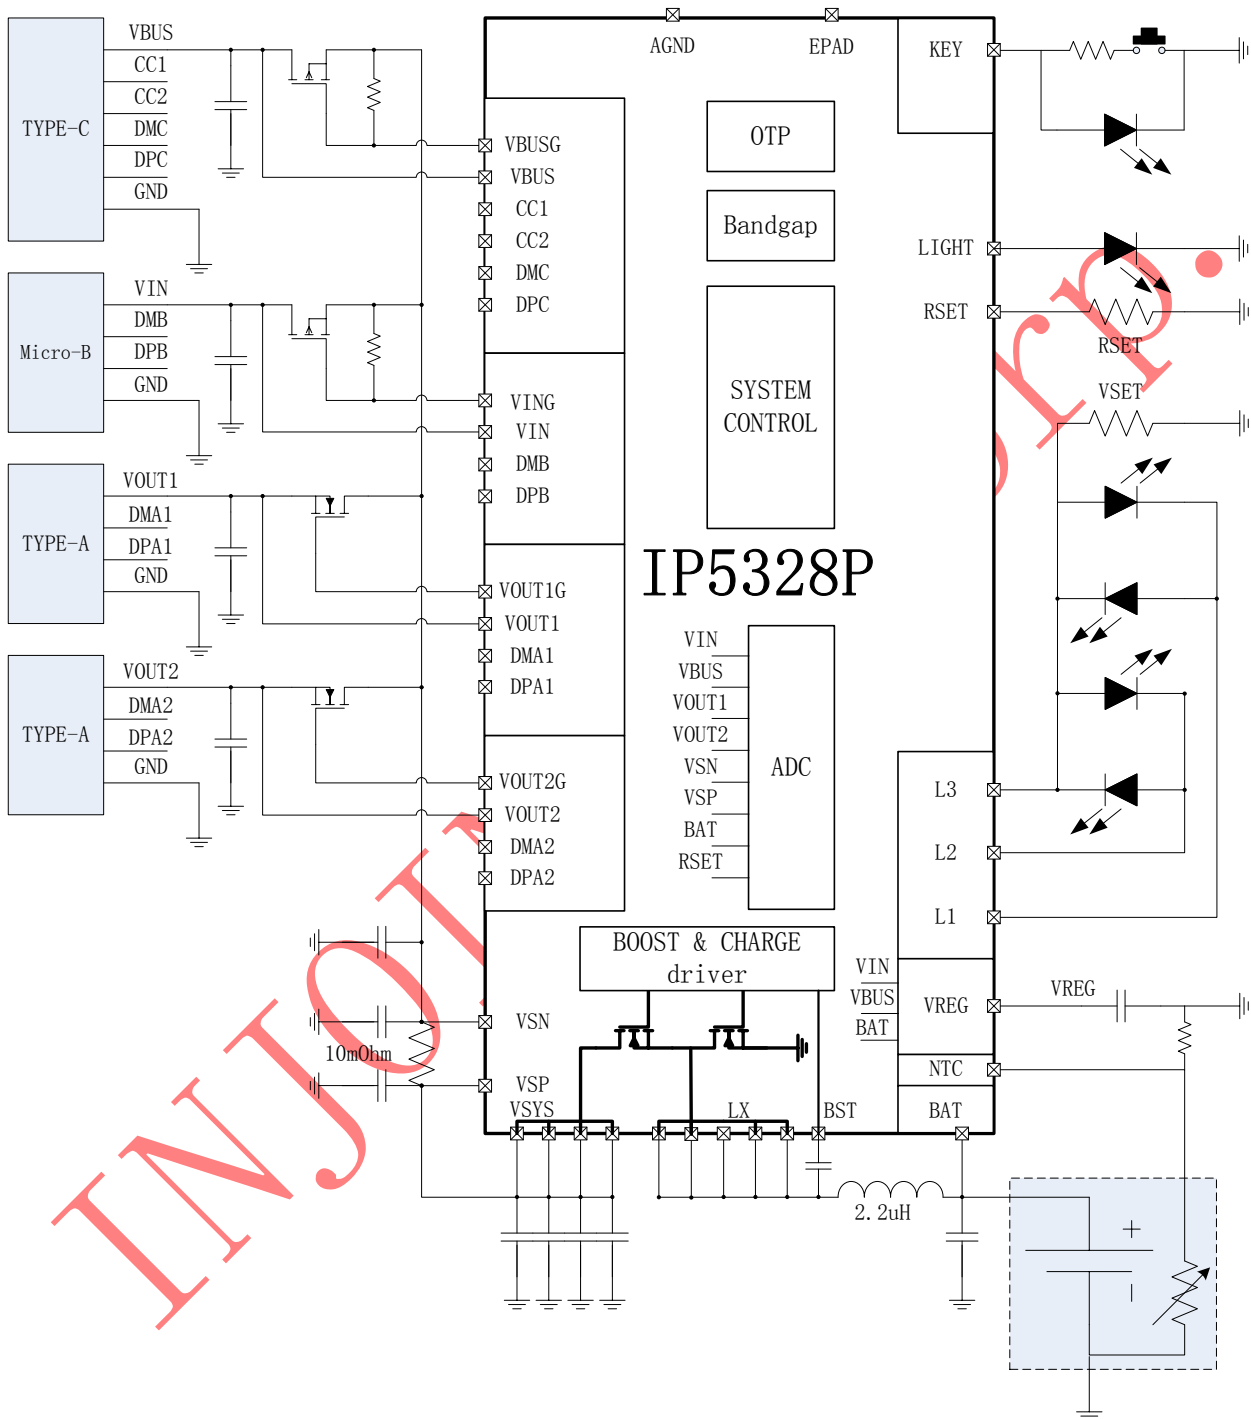 AGND
EPAD
TYPE-C
VBUS
CC1
CC2
DMC
DPC
GND
Micro-B
VIN
DMB
DPB
GND
TYPE-A
VOUT1
DMA1
DPA1
GND
TYPE-A
VOUT2
DMA2
DPA2
GND
VBUSG
VBUS
CC1
CC2
DMC
DPC
VING
VIN
DMB
DPB
VOUT1G
VOUT1
DMA1
DPA1
VOUT2G
VOUT2
DMA2
DPA2
VSN
10mOhm
VSP
VSYS
OTP
Bandgap
SYSTEM
CONTROL
IP5328P
VIN
VBUS
VOUT1
VOUT2
VSN
VSP
BAT
RSET
ADC
BOOST & CHARGE
driver
LX
BST
KEY
LIGHT
RSET
RSET
VSET
L3
L2
L1
VIN
VBUS
BAT
VREG
VREG
NTC
BAT
2.2uH
+
-